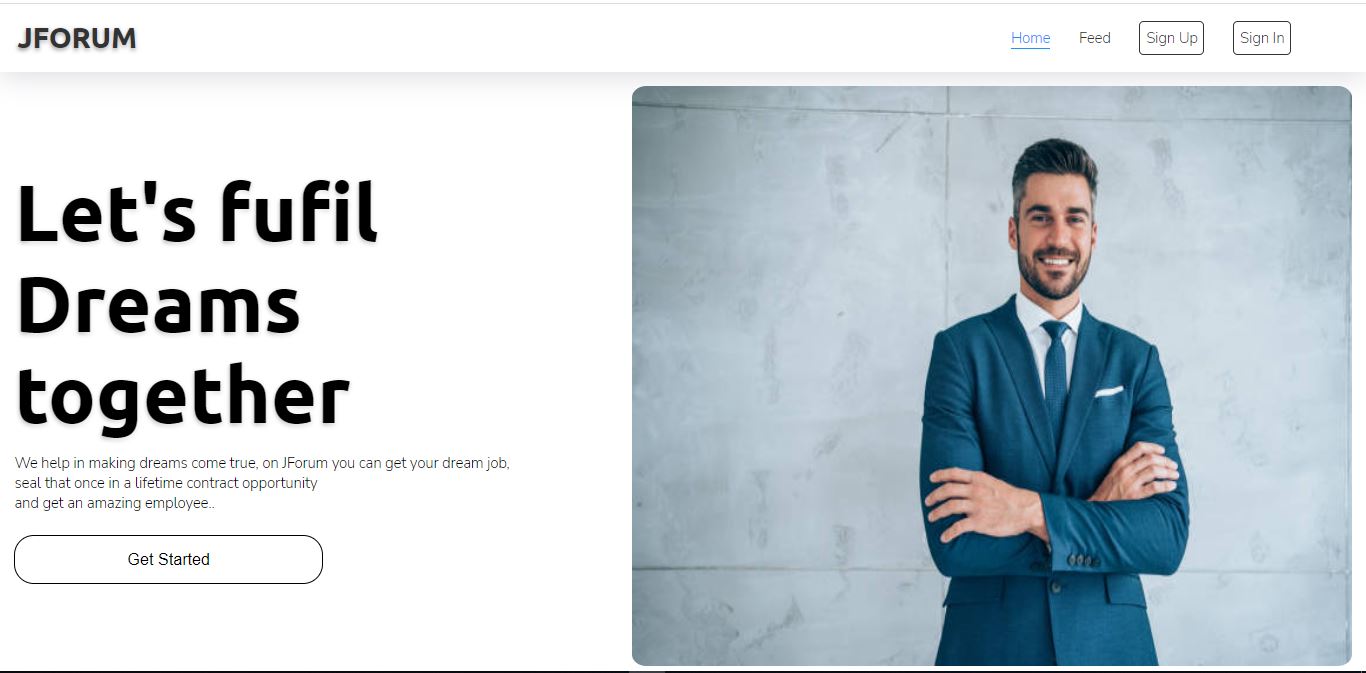 JFORUM
Home Feed Sign Up Sign In
Let's fufil
Dreams
together
We help in making dreams come true, on JForum you can get your dream job,
seal that once in a lifetime contract opportunity
and get an amazing employee..
Get Started